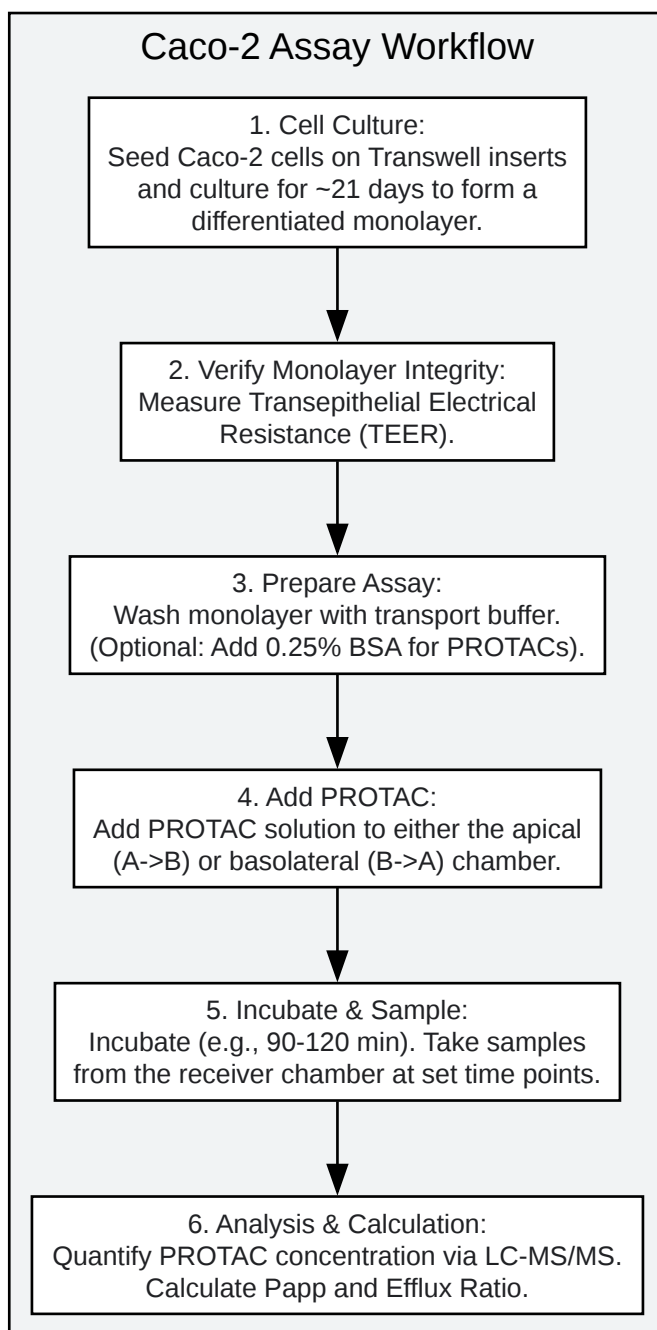 Caco-2 Assay Workflow
1. Cell Culture:
Seed Caco-2 cells on Transwell inserts
and culture for ~21 days to form a
differentiated monolayer.
2. Verify Monolayer Integrity:
Measure Transepithelial Electrical
Resistance (TEER).
3. Prepare Assay:
Wash monolayer with transport buffer.
(Optional: Add 0.25% BSA for PROTACs).
4. Add PROTAC:
Add PROTAC solution to either the apical
(A->B) or basolateral (B->A) chamber.
5. Incubate & Sample:
Incubate (e.g., 90-120 min). Take samples
from the receiver chamber at set time points.
6. Analysis & Calculation:
Quantify PROTAC concentration via LC-MS/MS.
Calculate Papp and Efflux Ratio.